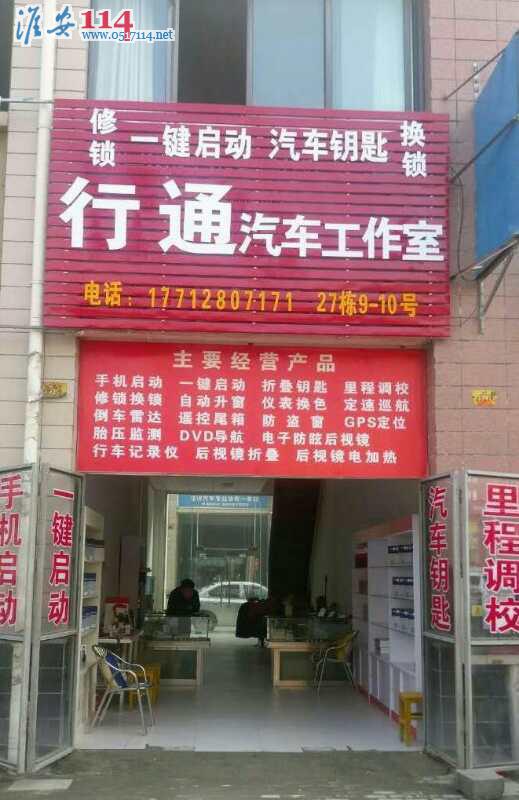 淮安114
www.0517114.net
修锁 一键启动 汽车钥匙 换锁
行通汽车工作室
电话：17712807171 27栋9-10号
主要经营产品
手机启动 一键启动 折叠钥匙 里程调校
修锁换锁 自动升窗 仪表换色 定速巡航
倒车雷达 遥控尾箱 防盗窗 GPS定位
胎压监测 DVD导航 电子防眩后视镜
行车记录仪 后视镜折叠 后视镜电加热
手机启动
一键启动
汽车钥匙
里程调校